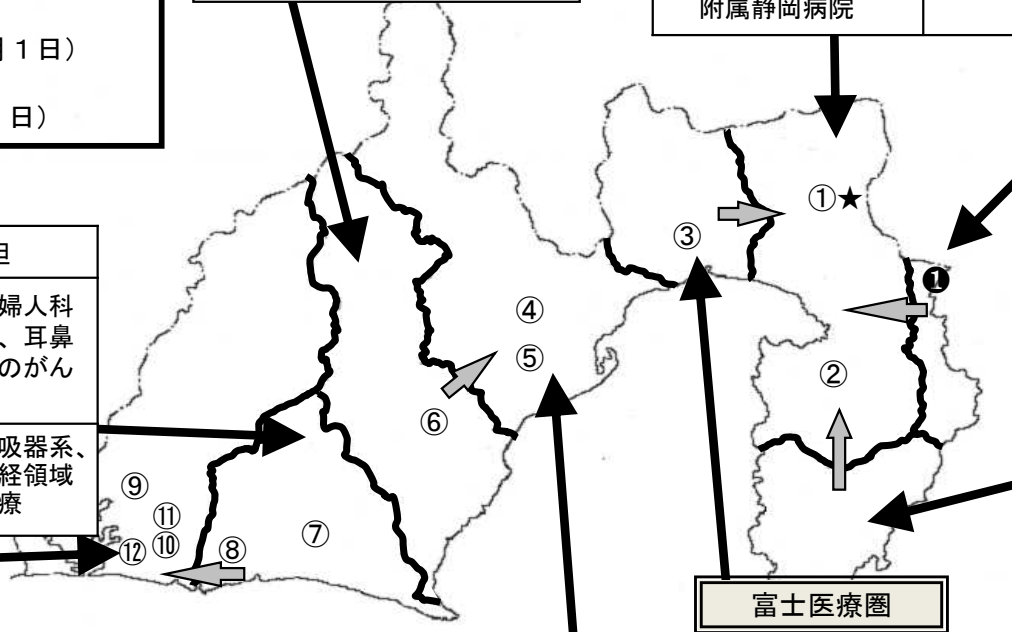 月1日）
日）
附属静岡病院
担
婦人科
、耳鼻
のがん
吸器系、
経領域
療
①★
③
❶
④
⑤
②
⑥
⑨
⑪
⑩
⑫
⑧
⑦
富士医療圏